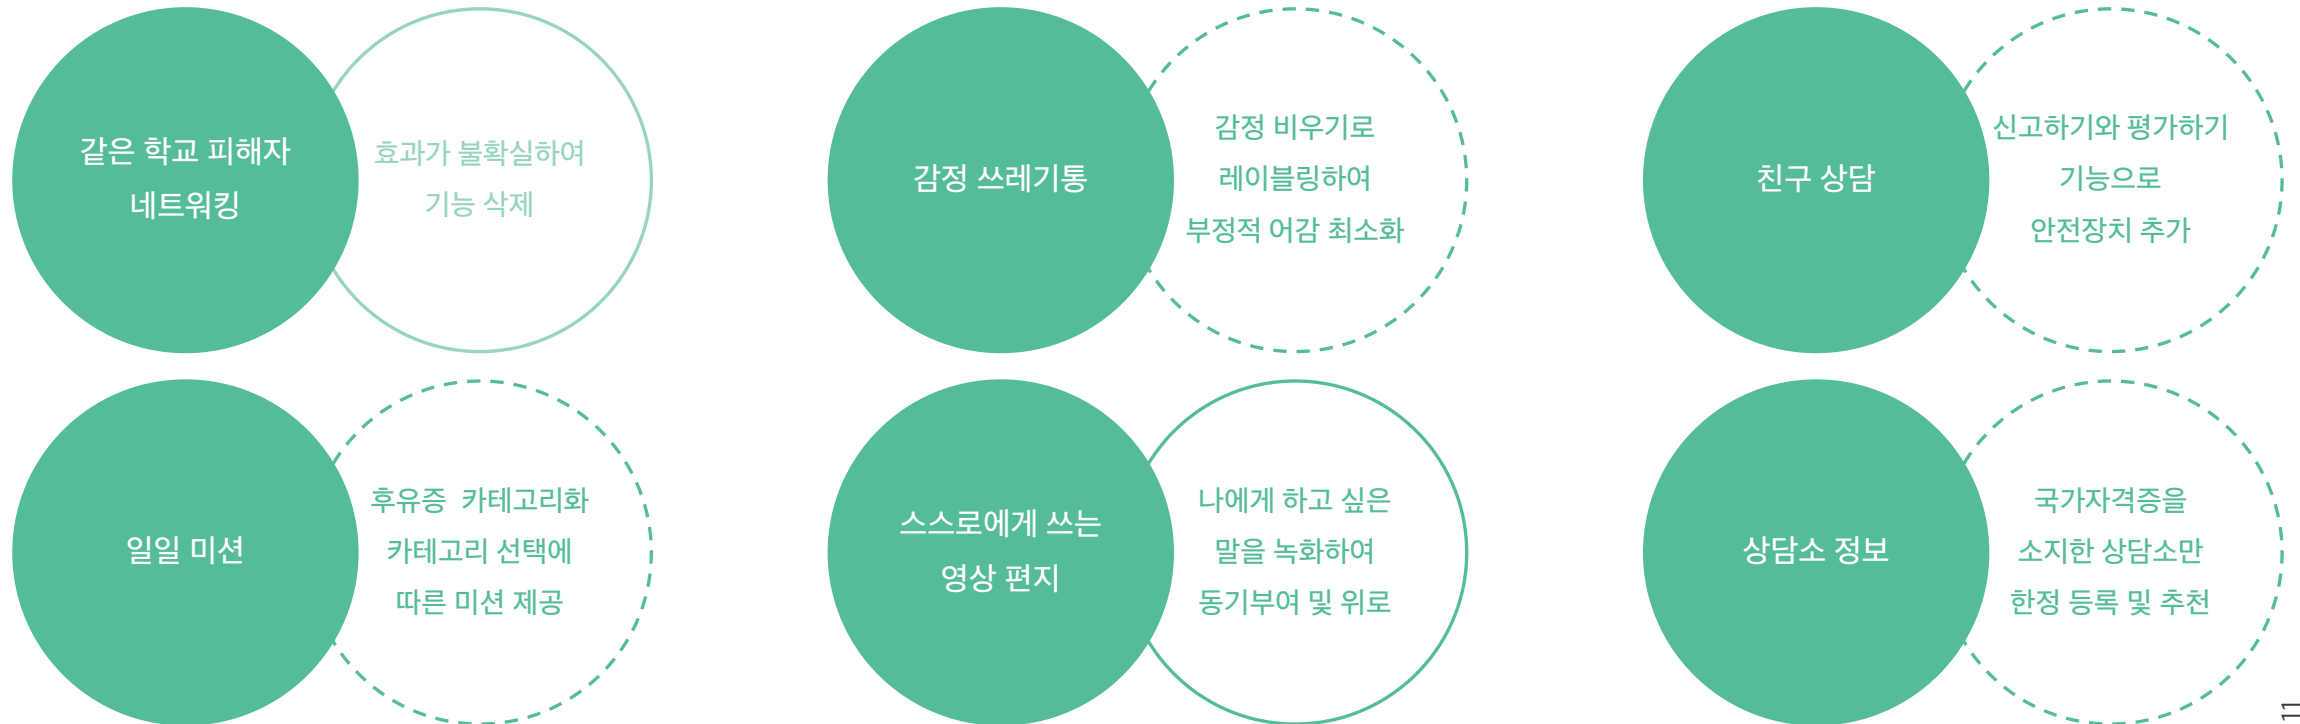 같은 학교 피해자
네트워킹
효과가 불확실하여
기능 삭제
감정 쓰레기통
감정 비우기로
레이블링하여
부정적 어감 최소화
친구 상담
신고하기와 평가하기
기능으로
안전장치 추가
일일 미션
후유증 카테고리화
카테고리 선택에
따른 미션 제공
스스로에게 쓰는
영상 편지
나에게 하고 싶은
말을 녹화하여
동기부여 및 위로
상담소 정보
국가자격증을
소지한 상담소만
한정 등록 및 추천
11